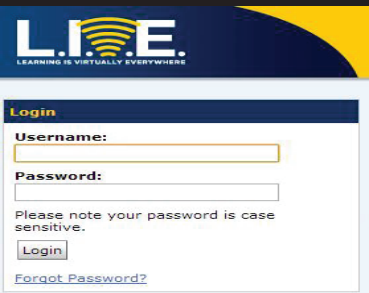 L.I.V.E.
LEARNING IS VIRTUALLY EVERYWHERE
Login
Username:
Password:
Please note your password is case
sensitive.
Login
Forgot Password?